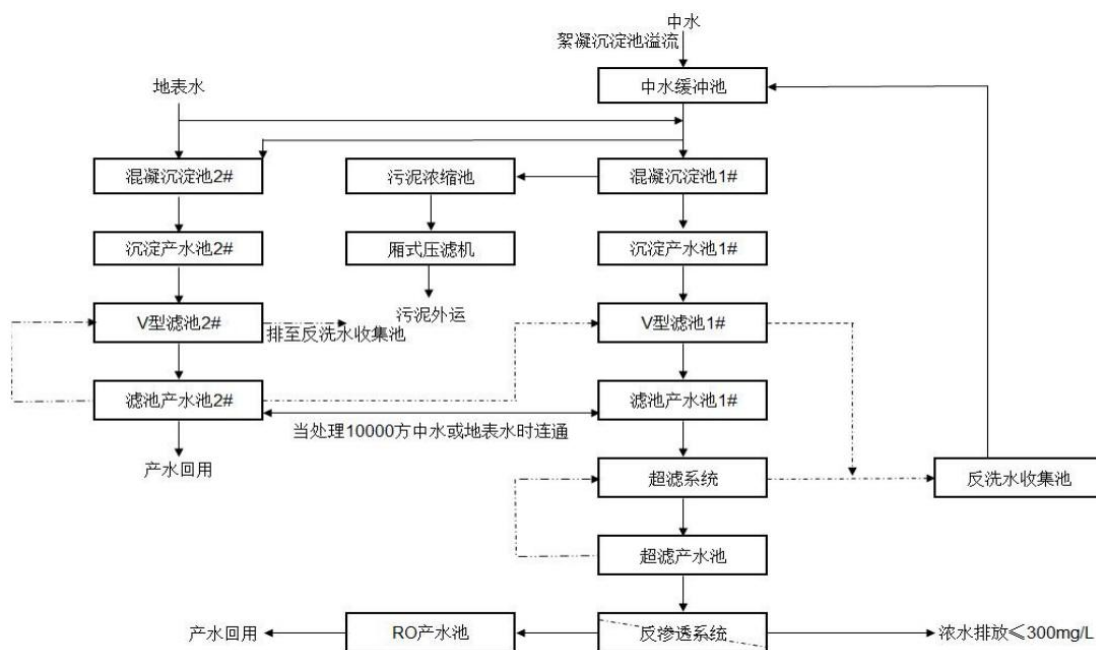 中水
絮凝沉淀池溢流
地表水
中水缓冲池
混凝沉淀池2#
污泥浓缩池
混凝沉淀池1#
沉淀产水池2#
厢式压滤机
沉淀产水池1#
污泥外运
V型滤池2#
排至反洗水收集池
V型滤池1#
滤池产水池2#
滤池产水池1#
当处理10000方中水或地表水时连通
产水回用
超滤系统
反洗水收集池
超滤产水池
产水回用
RO产水池
反渗透系统
浓水排放≤300mg/L